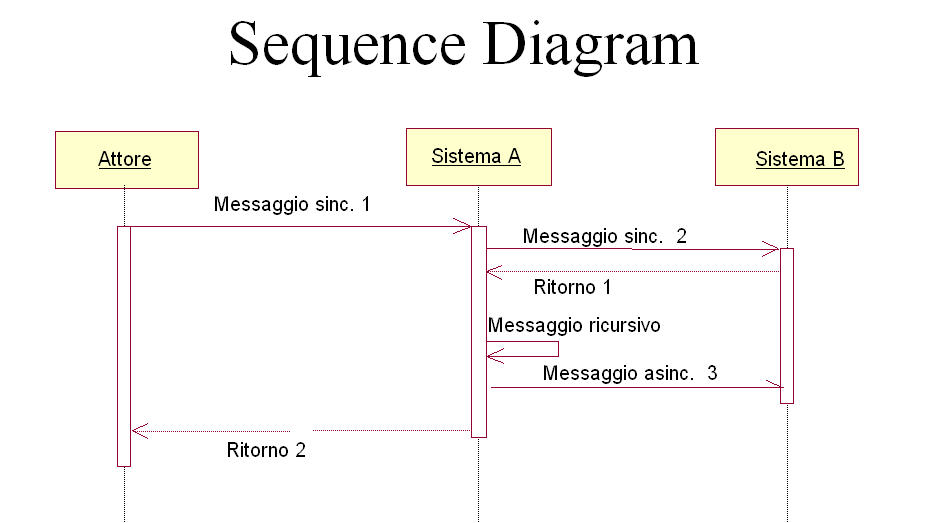 Sequence Diagram
Attore
Sistema A
Sistema B
Messaggio sinc. 1
Messaggio sinc.  2
Ritorno 1
Messaggio ricursivo
Messaggio asinc.  3
Ritorno 2